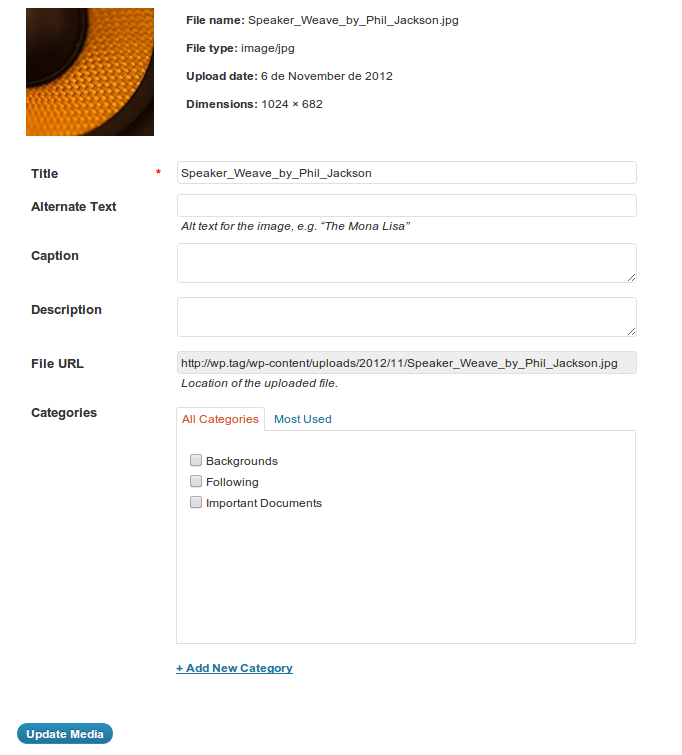 File name: Speaker_Weave_by_Phil_Jackson.jpg
File type: image/jpg
Upload date: 6 de November de 2012
Dimensions: 1024 × 682
Title * Speaker_Weave_by_Phil_Jackson
Alternate Text
Alt text for the image, e.g. “The Mona Lisa”
Caption
Description
File URL http://wp.tag/wp-content/uploads/2012/11/Speaker_Weave_by_Phil_Jackson.jpg
Location of the uploaded file.
Categories All Categories Most Used
Backgrounds
Following
Important Documents
+ Add New Category
Update Media